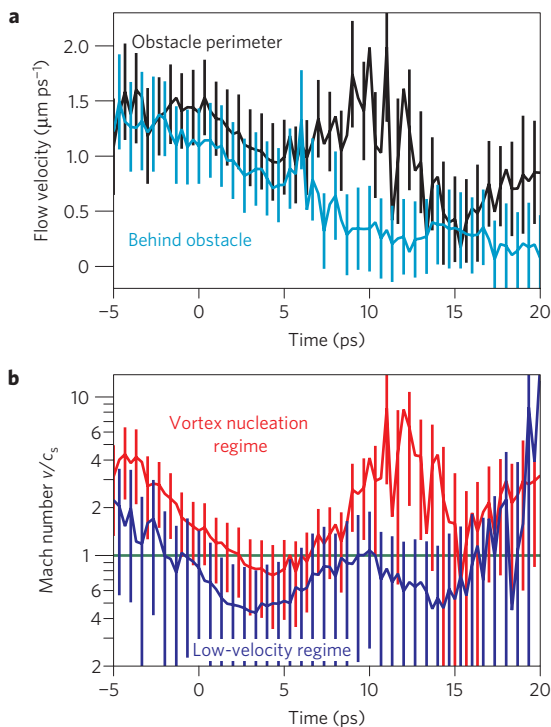 a
Obstacle perimeter
2.0
1.5
1.0
0.5
0
Flow velocity (μm ps⁻¹)
Behind obstacle
−5 0 5 10 15 20
Time (ps)
b
10
6
4
2
1
6
4
2
Mach number v/cₛ
Vortex nucleation
regime
Low-velocity regime
−5 0 5 10 15 20
Time (ps)